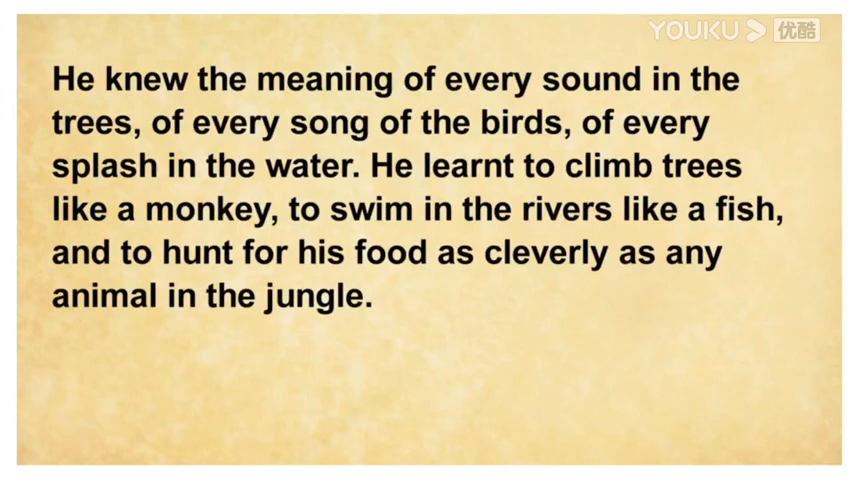 YOUKU 优酷
He knew the meaning of every sound in the
trees, of every song of the birds, of every
splash in the water. He learnt to climb trees
like a monkey, to swim in the rivers like a fish,
and to hunt for his food as cleverly as any
animal in the jungle.